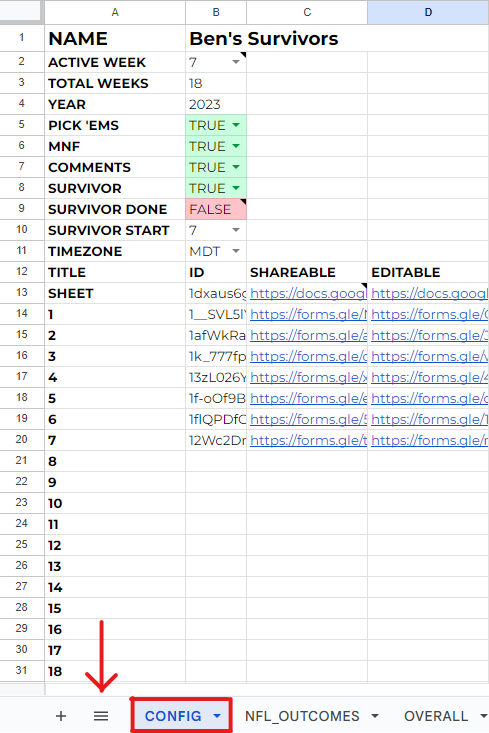 A B C D
1 NAME Ben's Survivors
2 ACTIVE WEEK 7
3 TOTAL WEEKS 18
4 YEAR 2023
5 PICK 'EMS TRUE
6 MNF TRUE
7 COMMENTS TRUE
8 SURVIVOR TRUE
9 SURVIVOR DONE FALSE
10 SURVIVOR START 7
11 TIMEZONE MDT
12 TITLE ID SHAREABLE EDITABLE
13 SHEET 1dxaus6g https://docs.googl https://docs.googl
14 1 1__SVL5l https://forms.gle/ https://forms.gle/
15 2 1afWkRa https://forms.gle/ https://forms.gle/
16 3 1k_777fp https://forms.gle/ https://forms.gle/
17 4 13zL026Y https://forms.gle/ https://forms.gle/4
18 5 1f-oOf9B https://forms.gle/ https://forms.gle/
19 6 1flQPDfC https://forms.gle/5 https://forms.gle/1
20 7 12Wc2Dr https://forms.gle/t https://forms.gle/
21 8
22 9
23 10
24 11
25 12
26 13
27 14
28 15
29 16
30 17
31 18
+ CONFIG NFL_OUTCOMES OVERALL